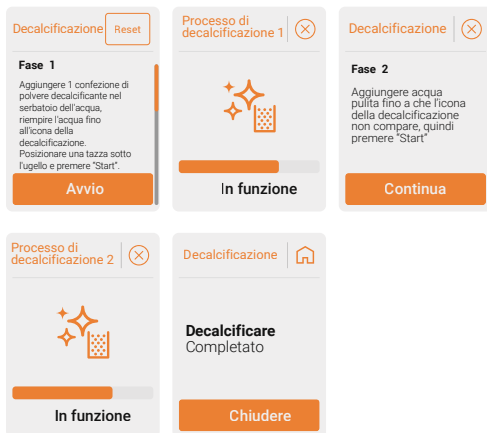 Decalcificazione
Reset
Fase 1
Aggiungere 1 confezione di
polvere decalcificante nel
serbatoio dell'acqua,
riempire l'acqua fino
all'icona della
decalcificazione.
Posizionare una tazza sotto
l'ugello e premere "Start".
Avvio
Processo di
decalcificazione 1
In funzione
Decalcificazione
Fase 2
Aggiungere acqua
pulita fino a che l'icona
della decalcificazione
non compare, quindi
premere "Start"
Continua
Processo di
decalcificazione 2
In funzione
Decalcificazione
Decalcificare
Completato
Chiudere